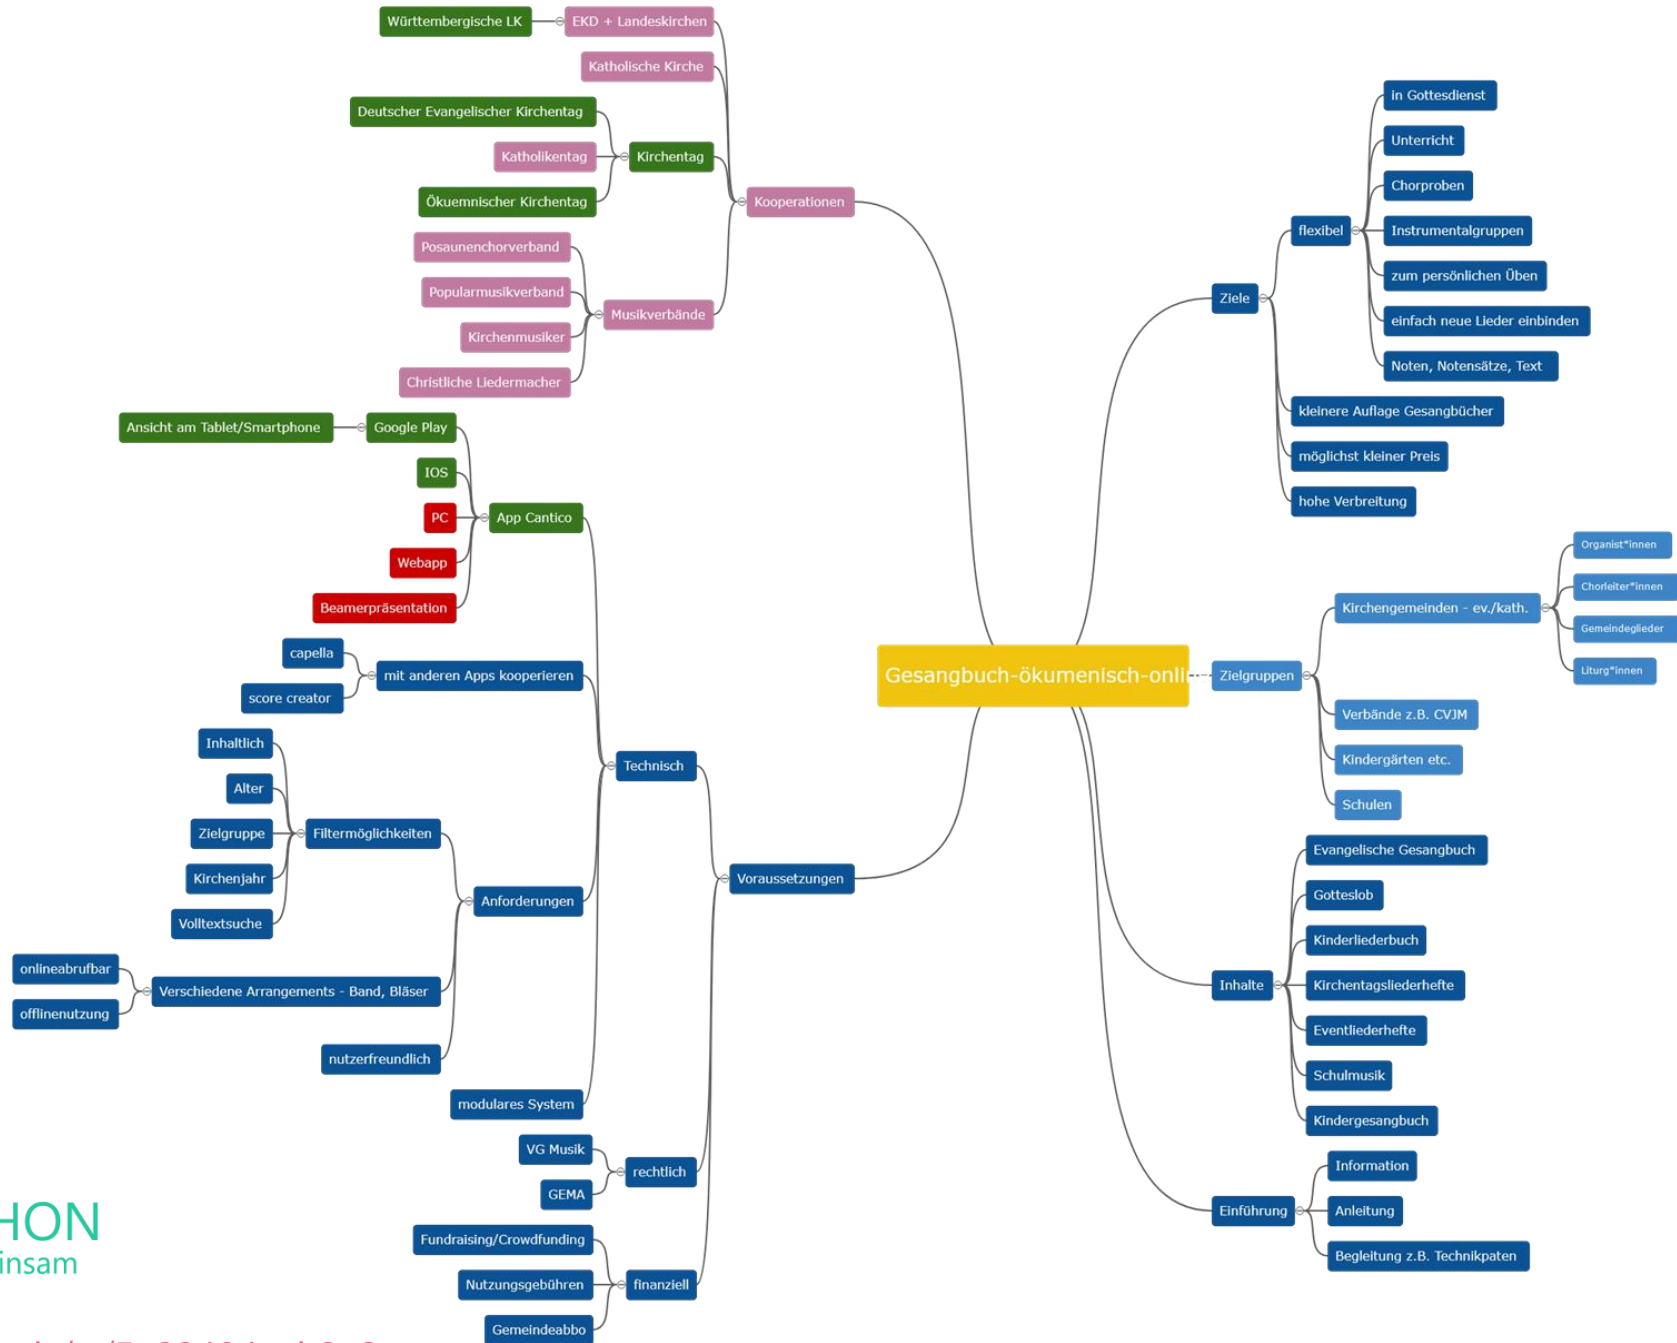 Württembergische LK
EKD + Landeskirchen
Katholische Kirche
Deutscher Evangelischer Kirchentag
Katholikentag
Kirchentag
Ökuemnischer Kirchentag
Kooperationen
Posaunenchorverband
Popularmusikverband
Musikverbände
Kirchenmusiker
Christliche Liedermacher
Ansicht am Tablet/Smartphone
Google Play
IOS
PC
App Cantico
Webapp
Beamerpräsentation
capella
mit anderen Apps kooperieren
score creator
Inhaltlich
Technisch
Alter
Zielgruppe
Filtermöglichkeiten
Kirchenjahr
Voraussetzungen
Anforderungen
Volltextsuche
onlineabrufbar
Verschiedene Arrangements - Band, Bläser
offlinenutzung
nutzerfreundlich
modulares System
VG Musik
rechtlich
GEMA
Fundraising/Crowdfunding
Nutzungsgebühren
finanziell
Gemeindeabbo
Gesangbuch-ökumenisch-onli
in Gottesdienst
Unterricht
Chorproben
flexibel
Instrumentalgruppen
zum persönlichen Üben
Ziele
einfach neue Lieder einbinden
Noten, Notensätze, Text
kleinere Auflage Gesangbücher
möglichst kleiner Preis
hohe Verbreitung
Organist*innen
Chorleiter*innen
Kirchengemeinden - ev./kath.
Gemeindeglieder
Liturg*innen
Zielgruppen
Verbände z.B. CVJM
Kindergärten etc.
Schulen
Evangelische Gesangbuch
Gotteslob
Kinderliederbuch
Inhalte
Kirchentagsliederhefte
Eventliederhefte
Schulmusik
Kindergesangbuch
Information
Einführung
Anleitung
Begleitung z.B. Technikpaten
HON
insam